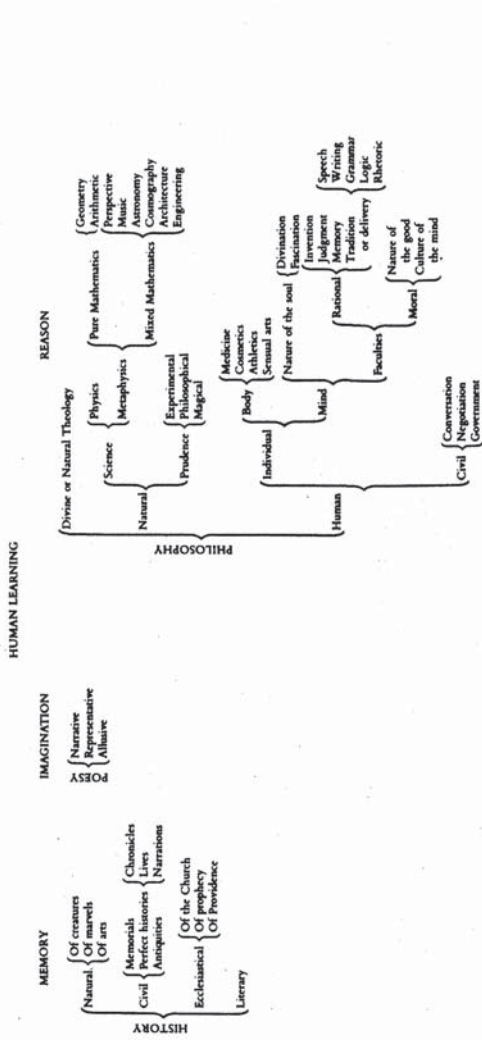 HUMAN LEARNING
MEMORY
HISTORY
Natural.
Of creatures
Of marvels
Of arts
Civil
Memorials
Perfect histories
Antiquities
Chronicles
Lives
Narrations
Ecclesiastical
Of the Church
Of prophecy
Of Providence
Literary
IMAGINATION
POESY
Narrative
Representative
Allusive
REASON
PHILOSOPHY
Divine or Natural Theology
Natural
Science
Physics
Metaphysics
Pure Mathematics
Geometry
Arithmetic
Mixed Mathematics
Perspective
Music
Astronomy
Cosmography
Architecture
Engineering
Prudence
Experimental
Philosophical
Magical
Human
Individual
Body
Medicine
Cosmetics
Athletics
Sensual arts
Mind
Nature of the soul
Divination
Fascination
Faculties
Rational
Invention
Judgment
Memory
Tradition
or delivery
Speech
Writing
Grammar
Logic
Rhetoric
Moral
Nature of
the good
Culture of
the mind
Civil
Conversation
Negotiation
Government